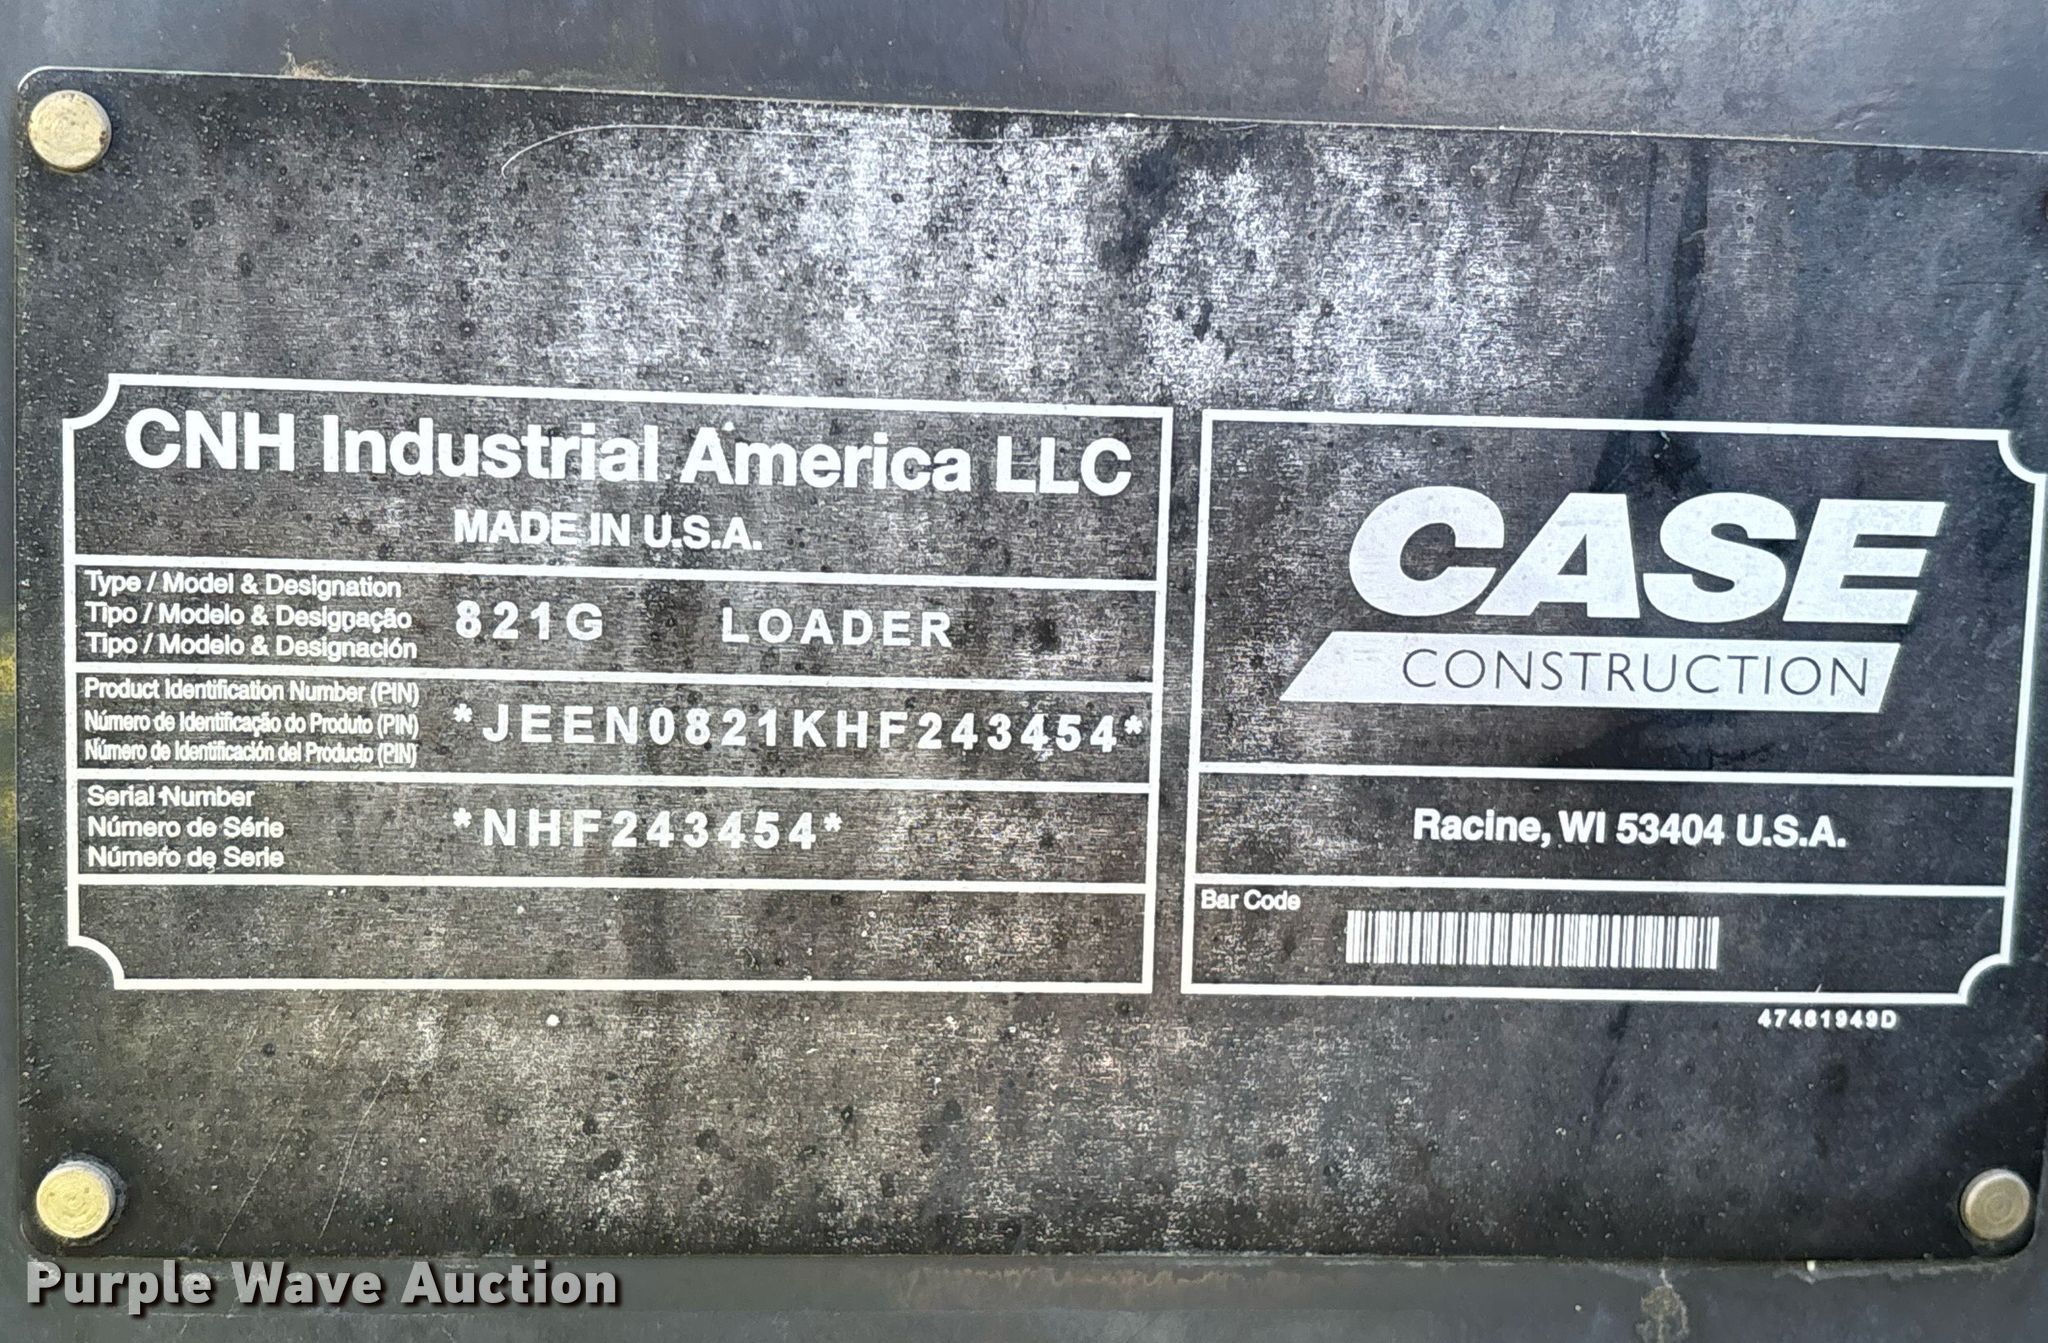 CNH Industrial America LLC
MADE IN U.S.A.
Type / Model & Designation
Tipo / Modelo & Designação
Tipo / Modelo & Designación
821G LOADER
Product Identification Number (PIN)
Número de Identificação do Produto (PIN)
Número de Identificación del Producto (PIN)
*JEEN0821KHF243454*
Serial Number
Número de Série
Número de Serie
*NHF243454*
CASE
CONSTRUCTION
Racine, WI 53404 U.S.A.
Bar Code
47461949D
Purple Wave Auction